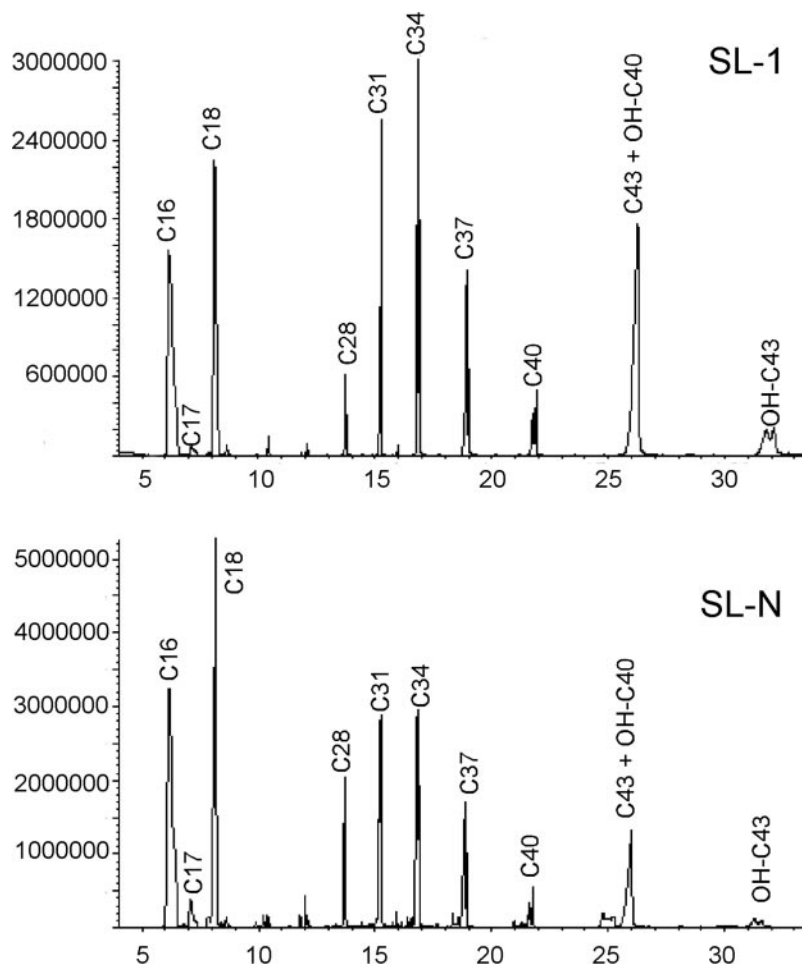 SL-1
3000000
2400000
1800000
1200000
600000
C16
C17
C18
C28
C31
C34
C37
C40
C43 + OH-C40
OH-C43
5 10 15 20 25 30
SL-N
5000000
4000000
3000000
2000000
1000000
C16
C17
C18
C28
C31
C34
C37
C40
C43 + OH-C40
OH-C43
5 10 15 20 25 30